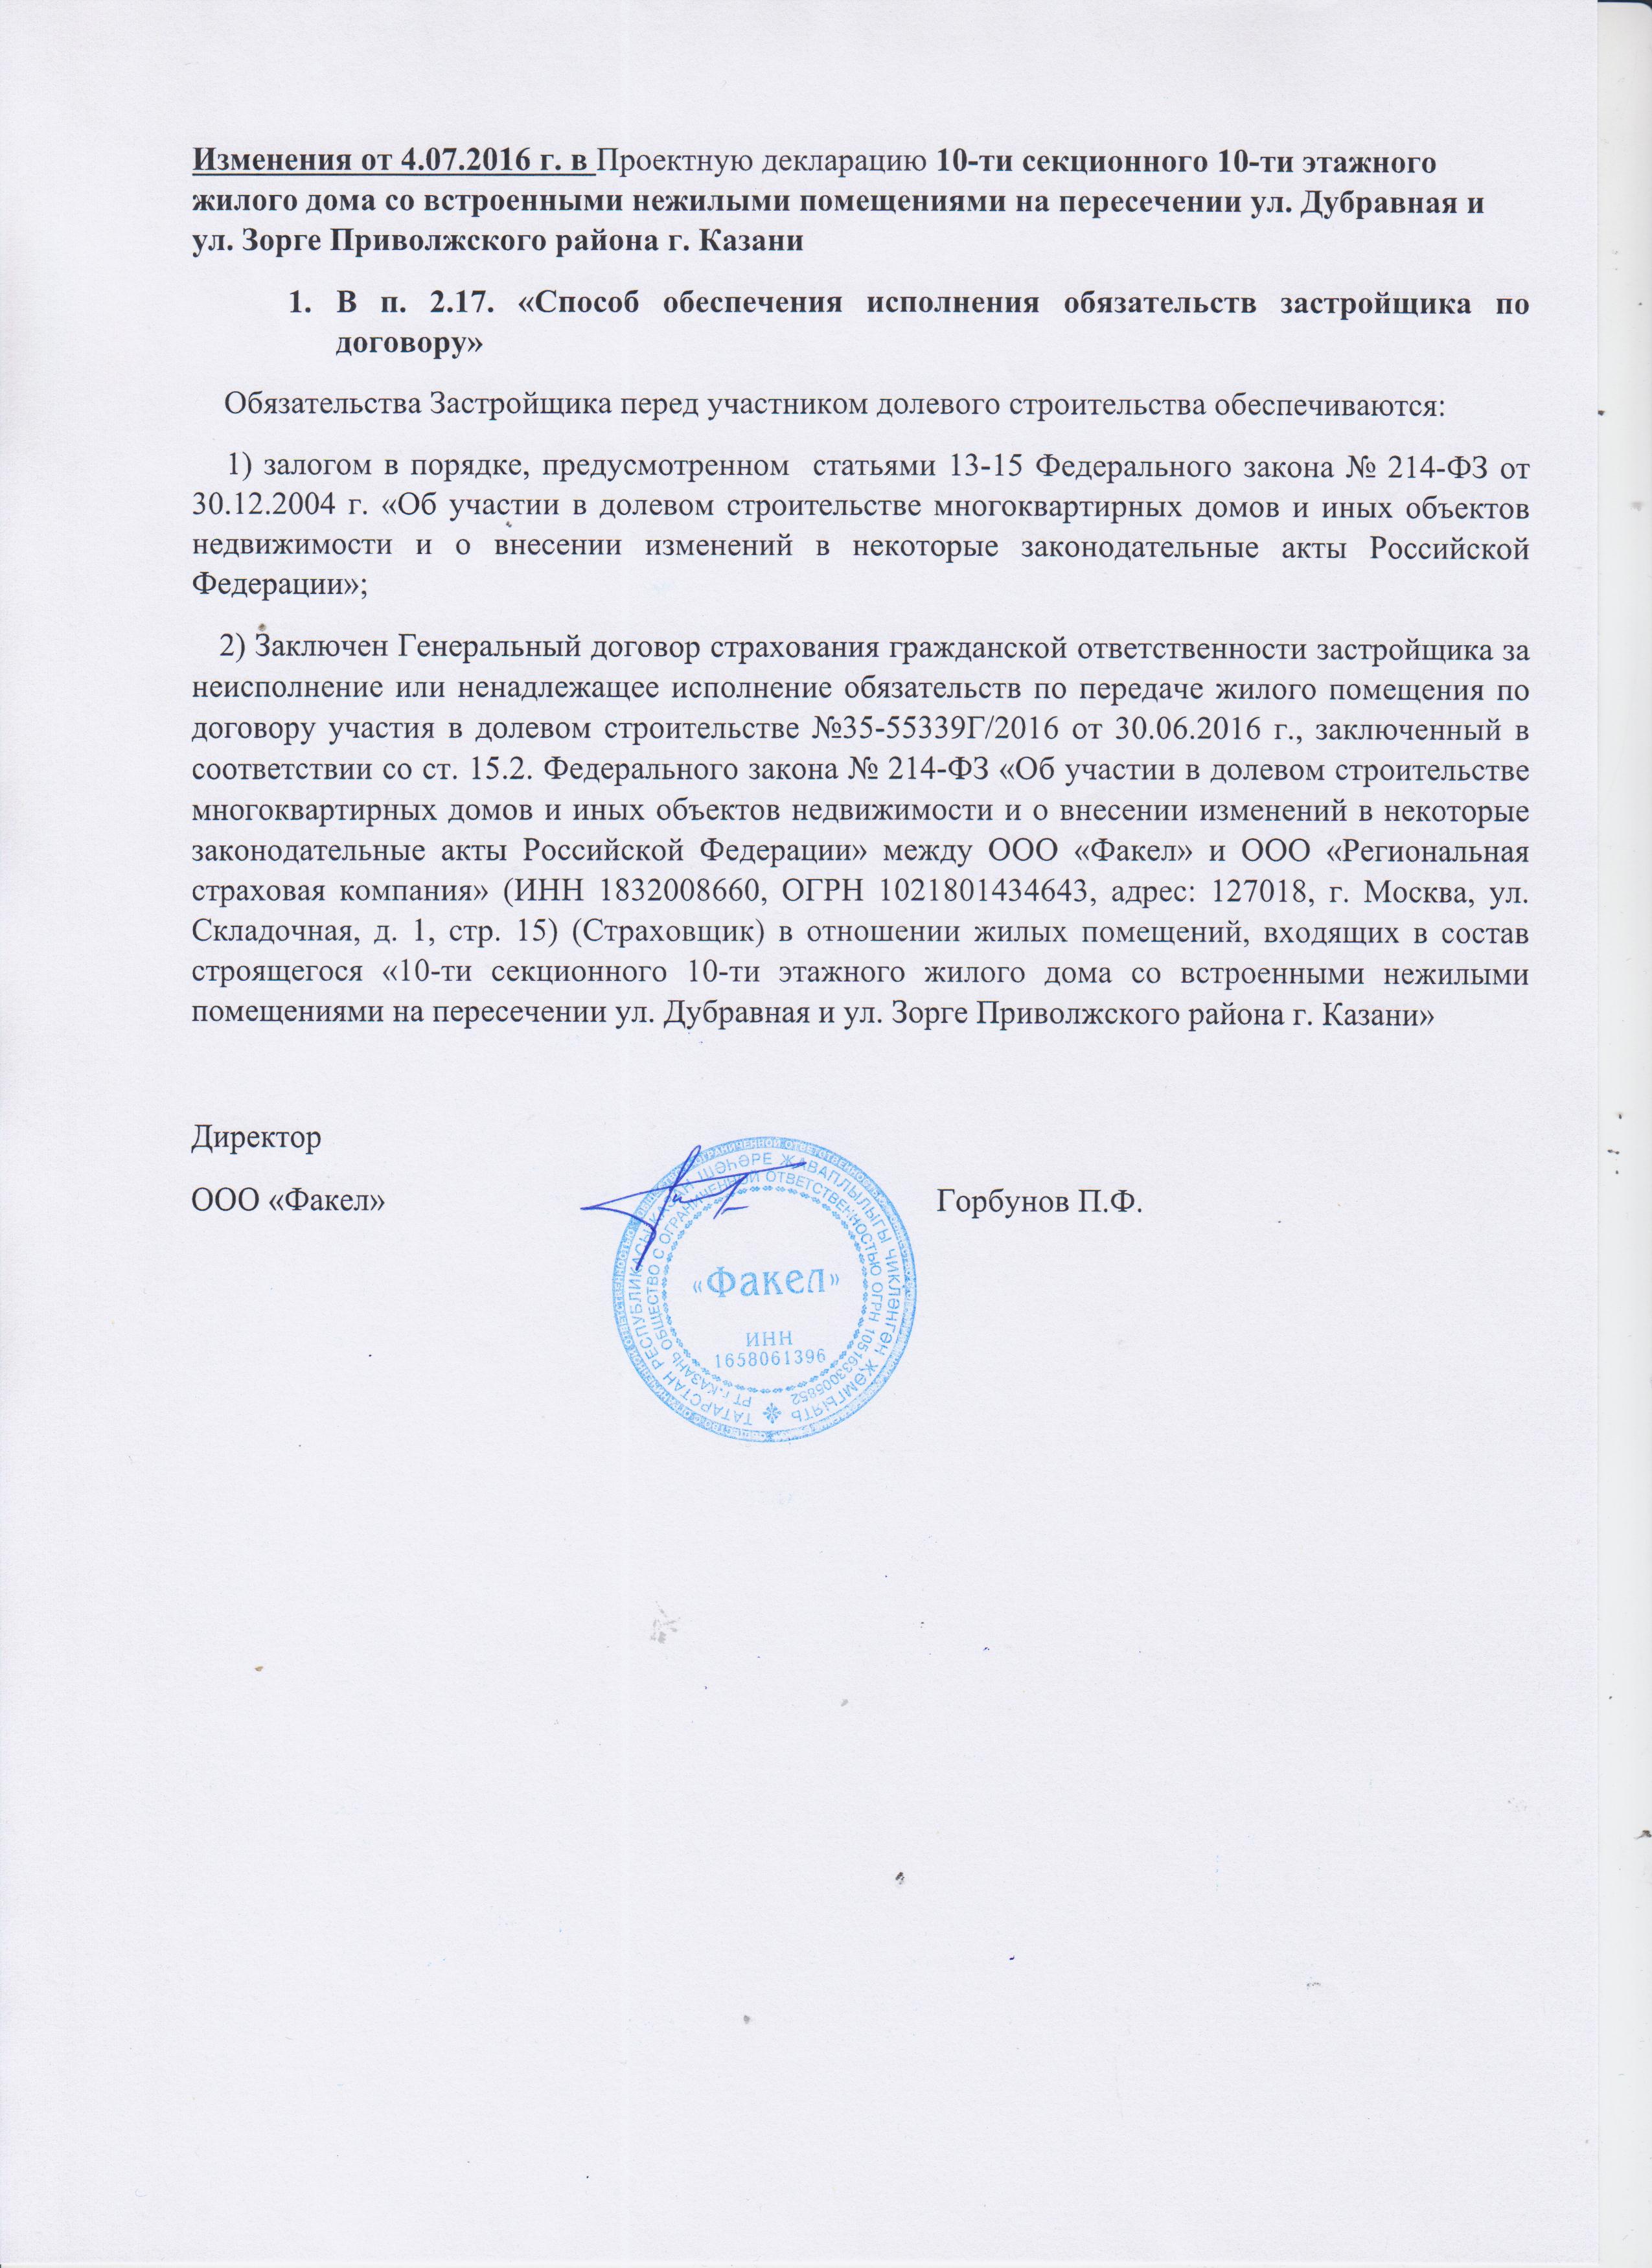 Изменения от 4.07.2016 г. в Проектную декларацию 10-ти секционного 10-ти этажного
жилого дома со встроенными нежилыми помещениями на пересечении ул. Дубравная и
ул. Зорге Приволжского района г. Казани
1. В п. 2.17. «Способ обеспечения исполнения обязательств застройщика по
договору»
Обязательства Застройщика перед участником долевого строительства обеспечиваются:
1) залогом в порядке, предусмотренном статьями 13-15 Федерального закона № 214-ФЗ от
30.12.2004 г. «Об участии в долевом строительстве многоквартирных домов и иных объектов
недвижимости и о внесении изменений в некоторые законодательные акты Российской
Федерации»;
2) Заключен Генеральный договор страхования гражданской ответственности застройщика за
неисполнение или ненадлежащее исполнение обязательств по передаче жилого помещения по
договору участия в долевом строительстве №35-55339Г/2016 от 30.06.2016 г., заключенный в
соответствии со ст. 15.2. Федерального закона № 214-ФЗ «Об участии в долевом строительстве
многоквартирных домов и иных объектов недвижимости и о внесении изменений в некоторые
законодательные акты Российской Федерации» между ООО «Факел» и ООО «Региональная
страховая компания» (ИНН 1832008660, ОГРН 1021801434643, адрес: 127018, г. Москва, ул.
Складочная, д. 1, стр. 15) (Страховщик) в отношении жилых помещений, входящих в состав
строящегося «10-ти секционного 10-ти этажного жилого дома со встроенными нежилыми
помещениями на пересечении ул. Дубравная и ул. Зорге Приволжского района г. Казани»
Директор
ООО «Факел» Горбунов П.Ф.
ТАТАРСТАН РЕСПУБЛИКАСЫ КАЗАН ШӘҺӘРЕ ҖАВАПЛЫЛЫГЫ ЧИКЛӘНГӘН ҖӘМГЫЯТЬ
РТ г.КАЗАНЬ ОБЩЕСТВО С ОГРАНИЧЕННОЙ ОТВЕТСТВЕННОСТЬЮ ОГРН 1051633005852
«Факел»
ИНН
1658061396